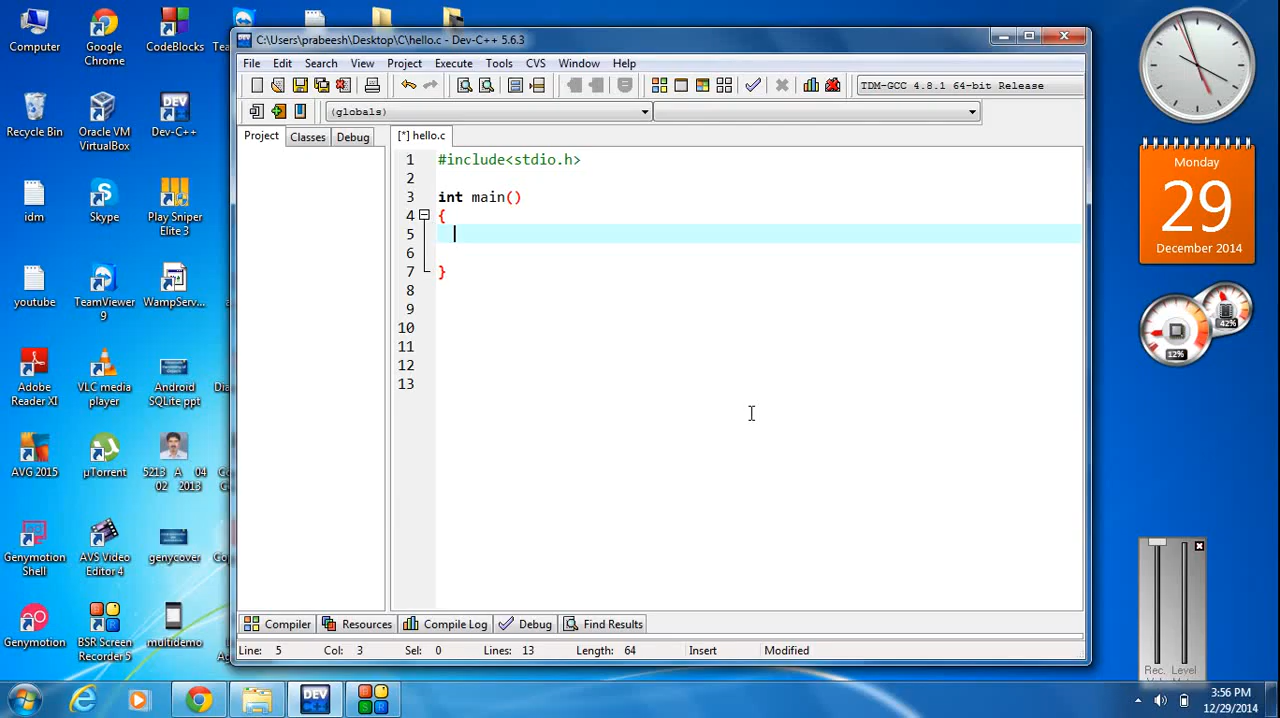 C:\Users\prabeesh\Desktop\C\hello.c - Dev-C++ 5.6.3
File Edit Search View Project Execute Tools CVS Window Help
TDM-GCC 4.8.1 64-bit Release
(globals)
Project Classes Debug
[*] hello.c
1 #include<stdio.h>
2
3 int main()
4 {
5
6
7 }
8
9
10
11
12
13
Compiler Resources Compile Log Debug Find Results
Line: 5 Col: 3 Sel: 0 Lines: 13 Length: 64 Insert Modified
Computer
Google
Chrome
CodeBlocks
Recycle Bin
Oracle VM
VirtualBox
DEV
Dev-C++
idm
Skype
Play Sniper
Elite 3
youtube
TeamViewer
9
WampServ...
Adobe
Reader XI
VLC media
player
Android
SQLite ppt
AVG 2015
µTorrent
5213 A 04
02 2013
Genymotion
Shell
AVS Video
Editor 4
genycover
Genymotion
BSR Screen
Recorder 5
multidemo
Monday
29
December 2014
42%
12%
Rec. Level
DEV
3:56 PM
12/29/2014